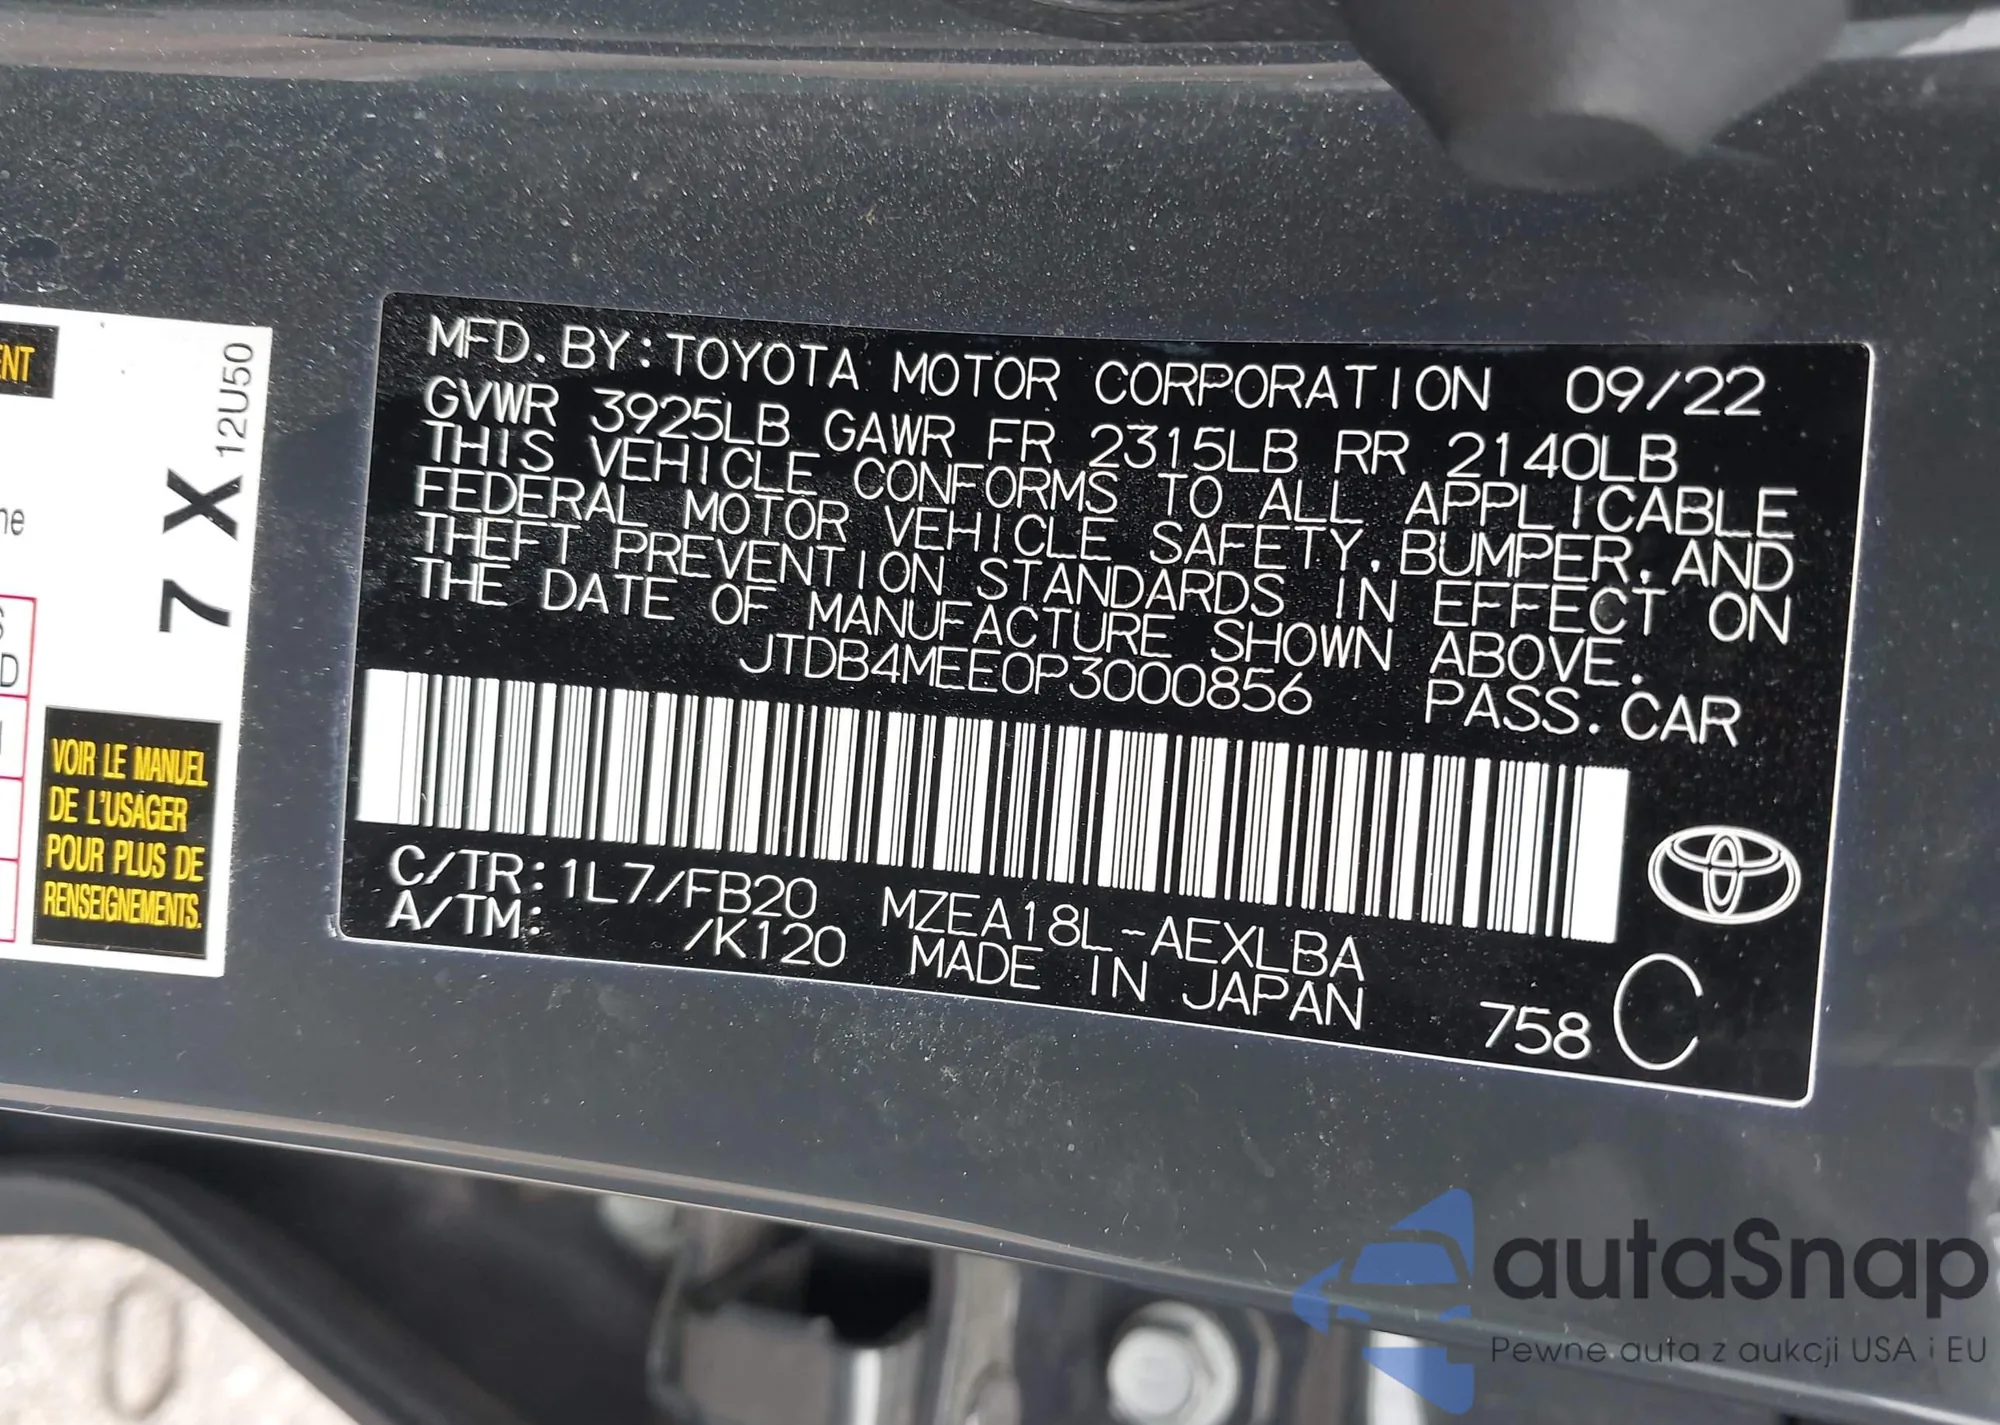 MFD. BY: TOYOTA MOTOR CORPORATION 09/22
GVWR 3925LB GAWR FR 2315LB RR 2140LB
THIS VEHICLE CONFORMS TO ALL APPLICABLE
FEDERAL MOTOR VEHICLE SAFETY, BUMPER, AND
THEFT PREVENTION STANDARDS IN EFFECT ON
THE DATE OF MANUFACTURE SHOWN ABOVE.
JTDB4MEE0P3000856 PASS. CAR
C/TR: 1L7/FB20 MZEA18L-AEXLBA
A/TM: /K120 MADE IN JAPAN
758 C
7 X 12U50
VOIR LE MANUEL
DE L'USAGER
POUR PLUS DE
RENSEIGNEMENTS.
autaSnap
Pewne auta z aukcji USA i EU